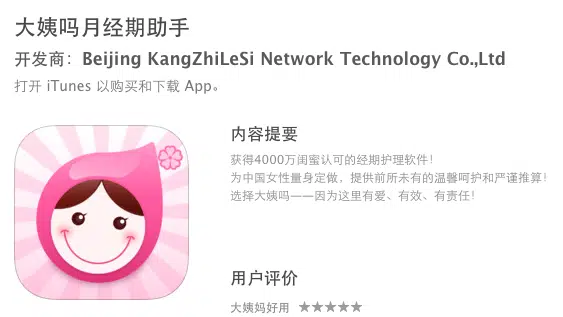 大姨吗月经期助手
开发商：Beijing KangZhiLeSi Network Technology Co.,Ltd
打开 iTunes 以购买和下载 App。
内容提要
获得4000万闺蜜认可的经期护理软件！
为中国女性量身定做，提供前所未有的温馨呵护和严谨推算！
选择大姨吗——因为这里有爱、有效、有责任！
用户评价
大姨妈好用 ★★★★★